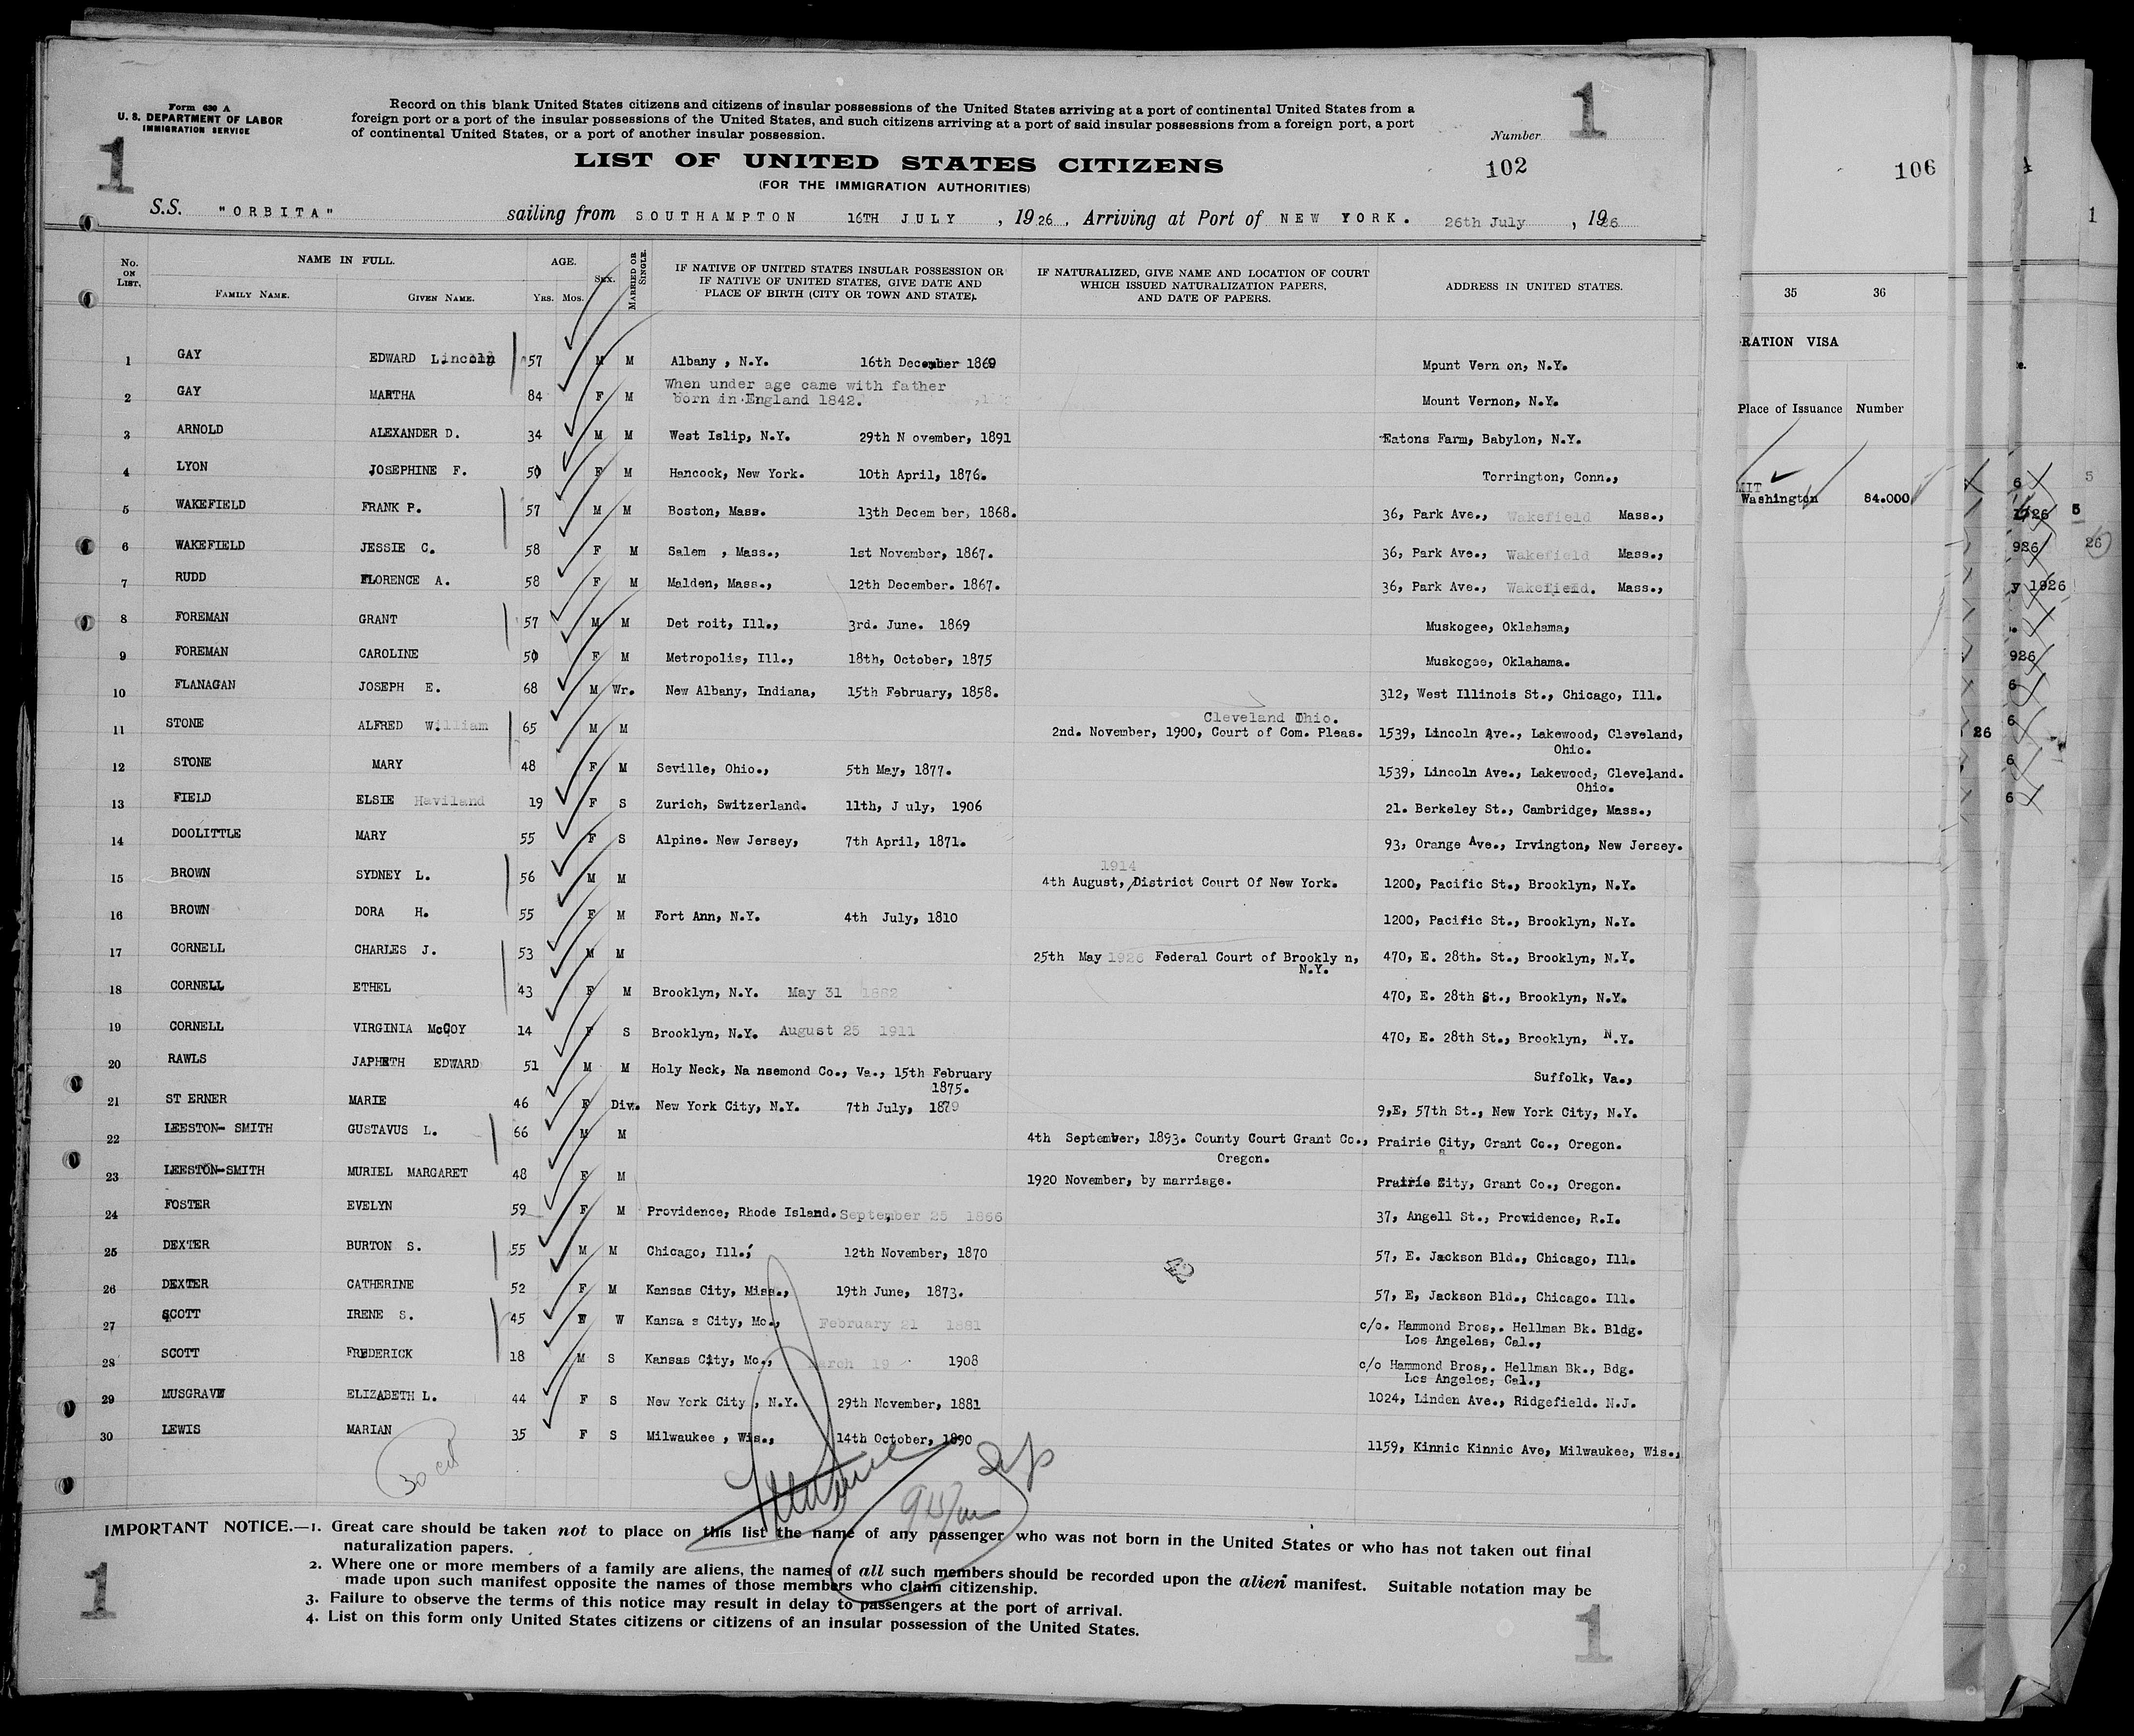 Form 630 A
U. S. DEPARTMENT OF LABOR
IMMIGRATION SERVICE
1
Record on this blank United States citizens and citizens of insular possessions of the United States arriving at a port of continental United States from a
foreign port or a port of the insular possessions of the United States, and such citizens arriving at a port of said insular possessions from a foreign port, a port
of continental United States, or a port of another insular possession.
Number
1
LIST OF UNITED STATES CITIZENS
102
(FOR THE IMMIGRATION AUTHORITIES)
S.S. "ORBITA" sailing from SOUTHAMPTON 16TH JULY, 1926, Arriving at Port of NEW YORK. 26th July, 1926
No. ON LIST. NAME IN FULL. FAMILY NAME. GIVEN NAME. AGE. Yrs. Mos. SEX. MARRIED OR SINGLE. IF NATIVE OF UNITED STATES INSULAR POSSESSION OR IF NATIVE OF UNITED STATES, GIVE DATE AND PLACE OF BIRTH (CITY OR TOWN AND STATE). IF NATURALIZED, GIVE NAME AND LOCATION OF COURT WHICH ISSUED NATURALIZATION PAPERS, AND DATE OF PAPERS. ADDRESS IN UNITED STATES.
1 GAY EDWARD Lincoln 57 M M Albany , N.Y. 16th December 1869 Mount Vern on, N.Y.
2 GAY MARTHA 84 F M When under age came with father born in England 1842. Mount Vernon, N.Y.
3 ARNOLD ALEXANDER D. 34 M M West Islip, N.Y. 29th N ovember, 1891 Eatons Farm, Babylon, N.Y.
4 LYON JOSEPHINE F. 50 F M Hancock, New York. 10th April, 1876. Torrington, Conn.,
5 WAKEFIELD FRANK P. 57 M M Boston, Mass. 13th Decem ber, 1868. 36, Park Ave., Wakefield Mass.,
6 WAKEFIELD JESSIE C. 58 F M Salem , Mass., 1st November, 1867. 36, Park Ave., Wakefield Mass.,
7 RUDD FLORENCE A. 58 F M Malden, Mass., 12th December. 1867. 36, Park Ave., Wakefield. Mass.,
8 FOREMAN GRANT 57 M M Det roit, Ill., 3rd. June. 1869 Muskogee, Oklahama,
9 FOREMAN CAROLINE 50 F M Metropolis, Ill., 18th, October, 1875 Muskogee, Oklahoma.
10 FLANAGAN JOSEPH E. 68 M Wr. New Albany, Indiana, 15th February, 1858. 312, West Illinois St., Chicago, Ill.
11 STONE ALFRED William 65 M M Cleveland Ohio. 2nd. November, 1900, Court of Com. Pleas. 1539, Lincoln Ave., Lakewood, Cleveland, Ohio.
12 STONE MARY 48 F M Seville, Ohio., 5th May, 1877. 1539, Lincoln Ave., Lakewood, Cleveland. Ohio.
13 FIELD ELSIE Haviland 19 F S Zurich, Switzerland. 11th, J uly, 1906 21. Berkeley St., Cambridge, Mass.,
14 DOOLITTLE MARY 55 F S Alpine. New Jersey, 7th April, 1871. 93, Orange Ave., Irvington, New Jersey.
15 BROWN SYDNEY L. 56 M M 1914 4th August, District Court Of New York. 1200, Pacific St., Brooklyn, N.Y.
16 BROWN DORA H. 55 F M Fort Ann, N.Y. 4th July, 1810 1200, Pacific St., Brooklyn, N.Y.
17 CORNELL CHARLES J. 53 M M 25th May 1926 Federal Court of Brookly n, N.Y. 470, E. 28th. St., Brooklyn, N.Y.
18 CORNELL ETHEL 43 F M Brooklyn, N.Y. May 31 1882 470, E. 28th St., Brooklyn, N.Y.
19 CORNELL VIRGINIA McCOY 14 F S Brooklyn, N.Y. August 25 1911 470, E. 28th St., Brooklyn, N.Y.
20 RAWLS JAPHETH EDWARD 51 M M Holy Neck, Na nsemond Co., Va., 15th February 1875. Suffolk, Va.,
21 ST ERNER MARIE 46 F Div. New York City, N.Y. 7th July, 1879 9,E, 57th St., New York City, N.Y.
22 LEESTON- SMITH GUSTAVUS L. 66 M M 4th September, 1893. County Court Grant Co., Oregon. Prairie City, Grant Co., Oregon.
23 LEESTON-SMITH MURIEL MARGARET 48 F M 1920 November, by marriage. Prairie City, Grant Co., Oregon.
24 FOSTER EVELYN 59 F M Providence, Rhode Island. September 25 1866 37, Angell St., Providence, R.I.
25 DEXTER BURTON S. 55 M M Chicago, Ill., 12th November, 1870 57, E. Jackson Bld., Chicago, Ill.
26 DEXTER CATHERINE 52 F M Kansas City, Miss., 19th June, 1873. 57, E, Jackson Bld., Chicago. Ill.
27 SCOTT IRENE S. 45 F W Kansa s City, Mo., February 21 1881 c/o. Hammond Bros,. Hellman Bk. Bldg. Los Angeles, Cal.,
28 SCOTT FREDERICK 18 M S Kansas City, Mo., March 19 1908 c/o Hammond Bros,. Hellman Bk., Bdg. Los Angelos, Cal.,
29 MUSGRAVE ELIZABETH L. 44 F S New York City , N.Y. 29th November, 1881 1024, Linden Ave., Ridgefield. N.J.
30 LEWIS MARIAN 35 F S Milwaukee , Wis., 14th October, 1890 1159, Kinnic Kinnic Ave, Milwaukee, Wis.,
IMPORTANT NOTICE.—1. Great care should be taken not to place on this list the name of any passenger who was not born in the United States or who has not taken out final
naturalization papers.
2. Where one or more members of a family are aliens, the names of all such members should be recorded upon the alien manifest. Suitable notation may be
made upon such manifest opposite the names of those members who claim citizenship.
3. Failure to observe the terms of this notice may result in delay to passengers at the port of arrival.
4. List on this form only United States citizens or citizens of an insular possession of the United States.
1
1
106
35 36
RATION VISA
Place of Issuance Number
MIT
Washington 84.000
1
5
6
1926 5
926 26
y 1926
926
6
6
26
6
6